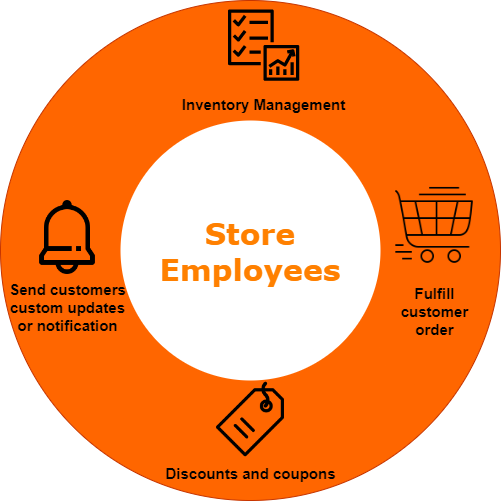 Inventory Management
Store
Employees
Send customers
custom updates
or notification
Fulfill
customer
order
Discounts and coupons